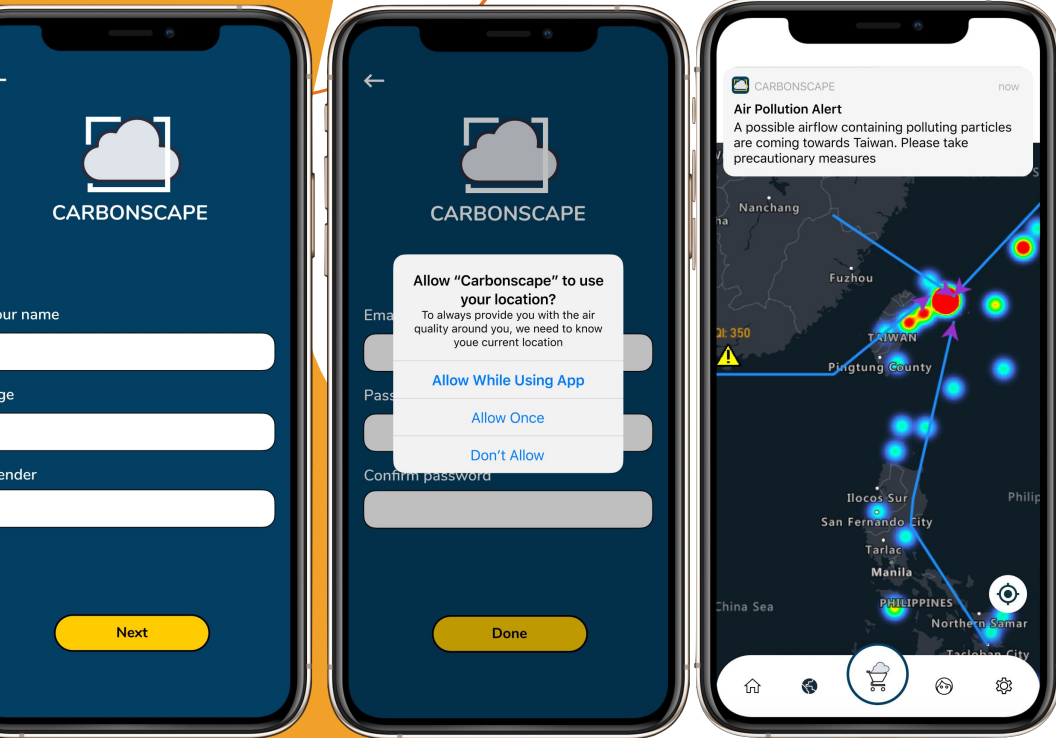 CARBONSCAPE
our name
ge
ender
Next
CARBONSCAPE
Allow “Carbonscape” to use
your location?
To always provide you with the air
quality around you, we need to know
youe current location
Allow While Using App
Allow Once
Don’t Allow
Ema
Pass
Confirm password
Done
CARBONSCAPE
now
Air Pollution Alert
A possible airflow containing polluting particles
are coming towards Taiwan. Please take
precautionary measures
Nanchang
ha
Fuzhou
QI: 350
TAIWAN
Pingtung County
Ilocos Sur
Philip
San Fernando City
Tarlac
Manila
China Sea
PHILIPPINES
Northern Samar
Tacloban City